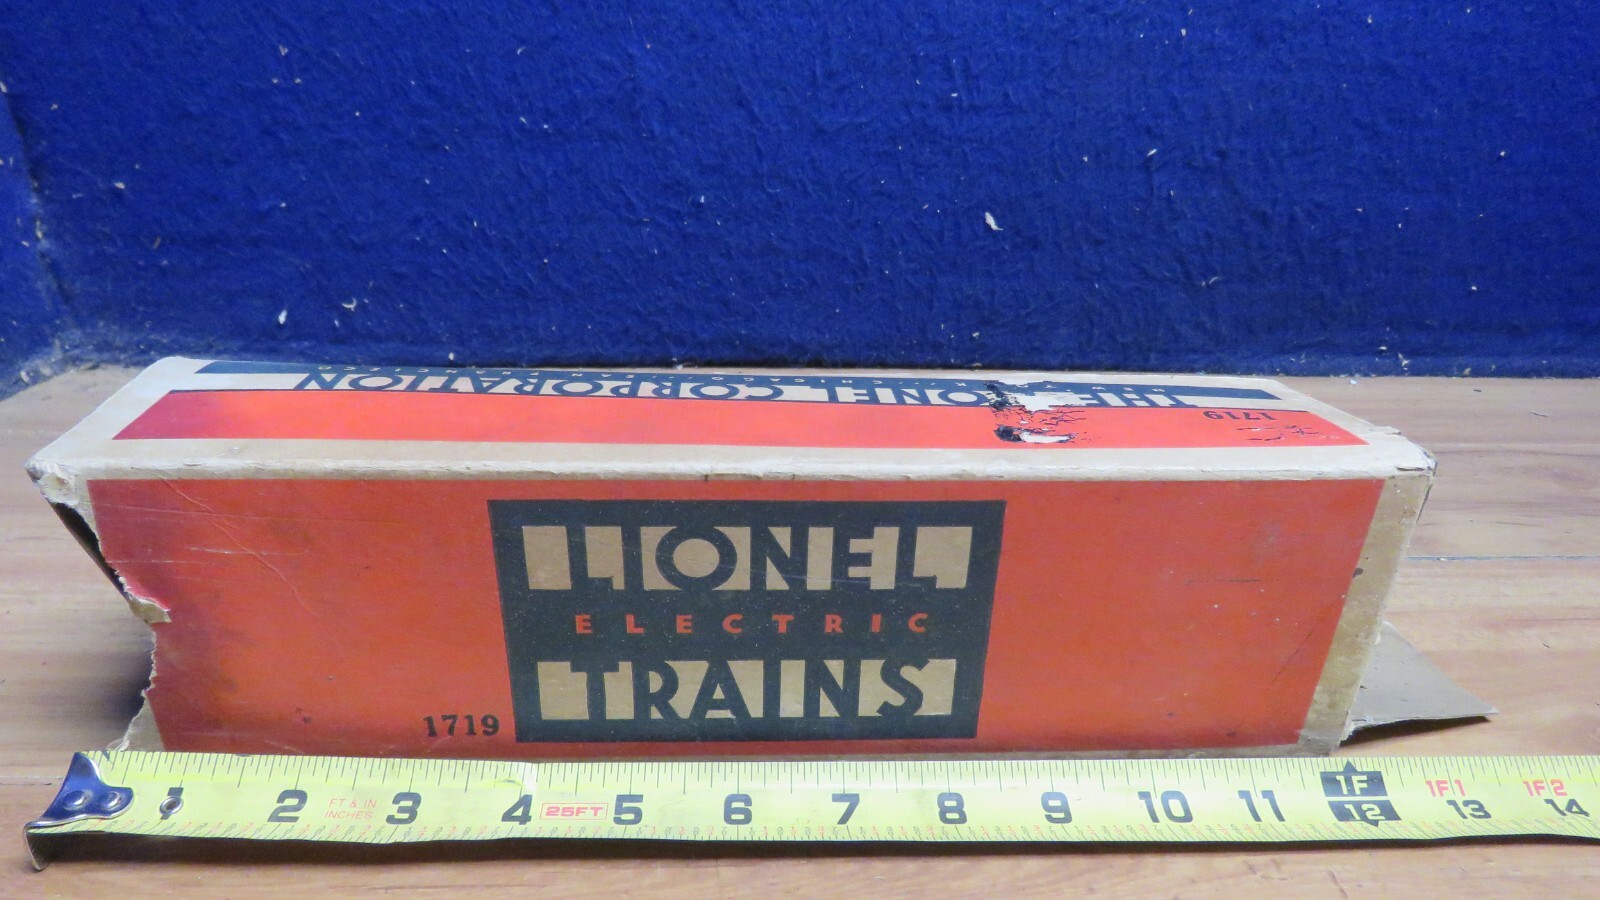 THE LIONEL CORPORATION
1719
LIONEL
ELECTRIC
TRAINS
1719
1 2 FT & IN INCHES 3 4 25FT 5 6 7 8 9 10 11 1F 12 1F1 13 1F2 14